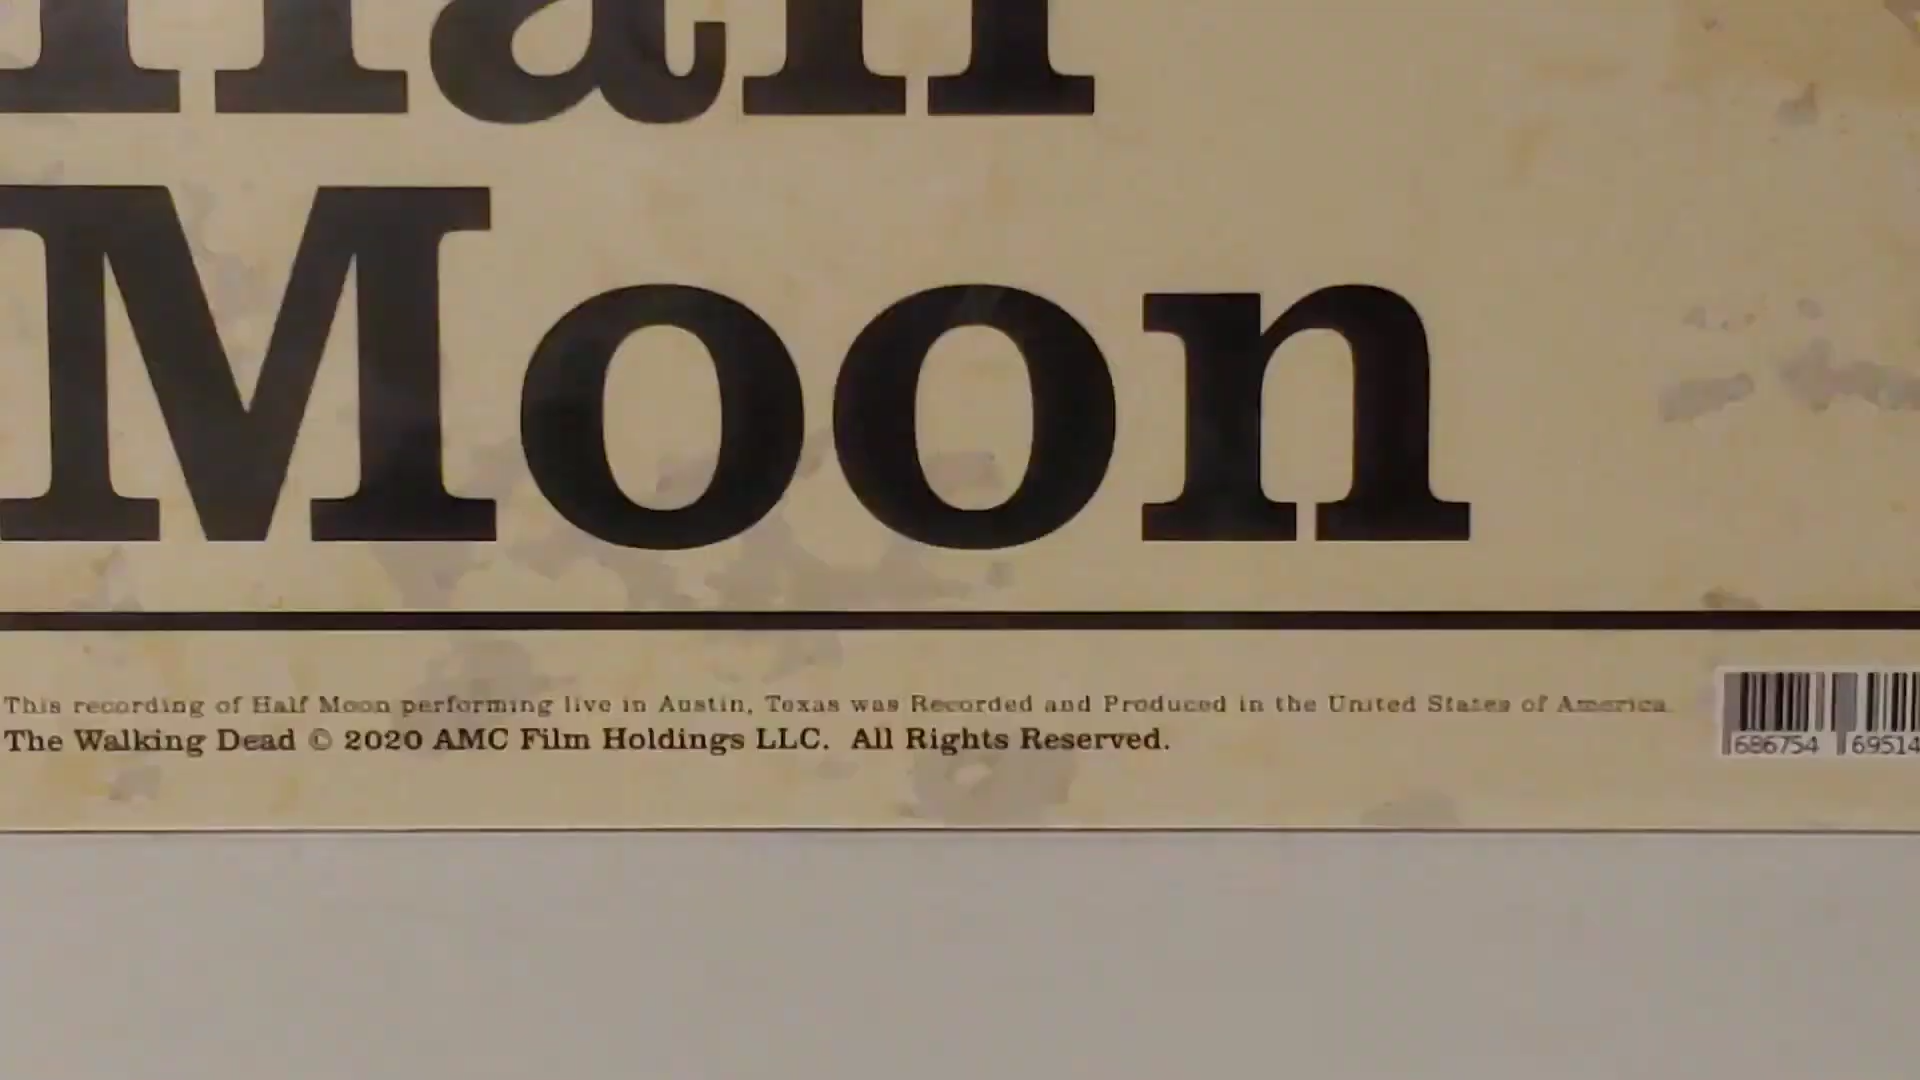 Half
Moon
This recording of Half Moon performing live in Austin, Texas was Recorded and Produced in the United States of America.
The Walking Dead © 2020 AMC Film Holdings LLC. All Rights Reserved.
686754 69514